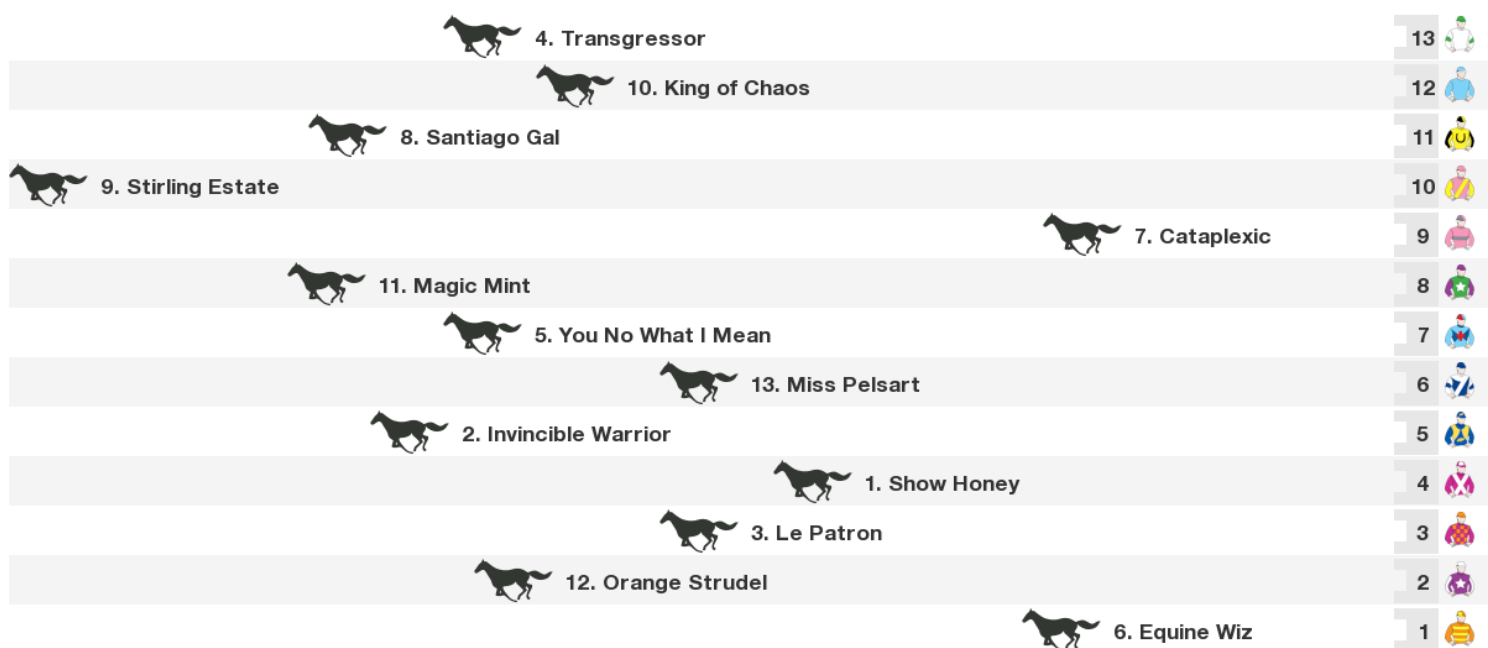 4. Transgressor 13
10. King of Chaos 12
8. Santiago Gal 11
9. Stirling Estate 10
7. Cataplexic 9
11. Magic Mint 8
5. You No What I Mean 7
13. Miss Pelsart 6
2. Invincible Warrior 5
1. Show Honey 4
3. Le Patron 3
12. Orange Strudel 2
6. Equine Wiz 1